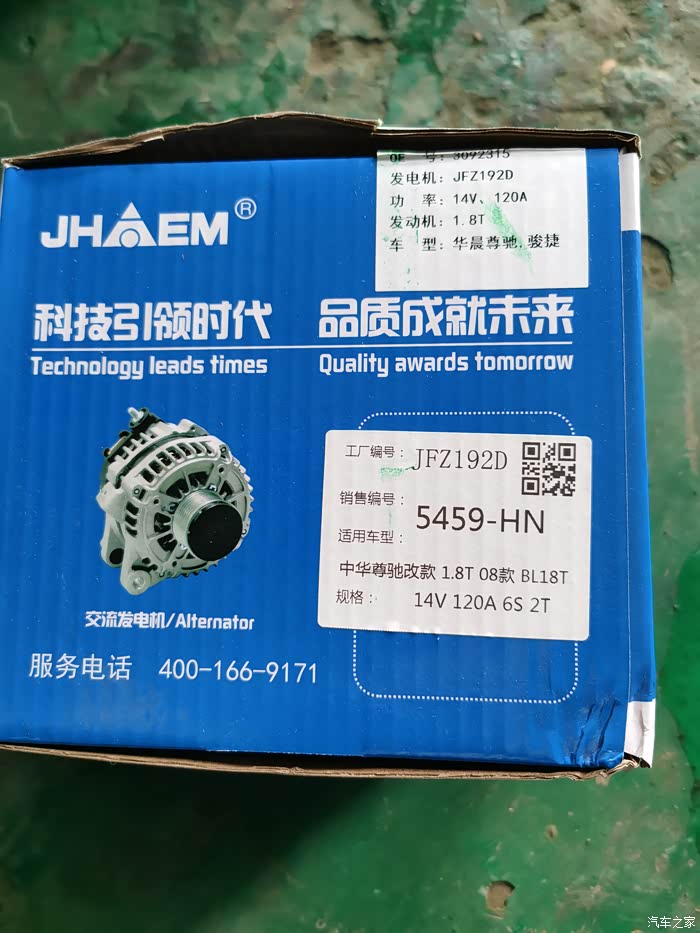 OE 号：3092315
发电机：JFZ192D
功 率：14V、120A
发动机：1.8T
车 型：华晨尊驰,骏捷
JHAEM®
科技引领时代 品质成就未来
Technology leads times Quality awards tomorrow
工厂编号：JFZ192D
销售编号：
5459-HN
适用车型：
中华尊驰改款 1.8T 08款 BL18T
规格： 14V 120A 6S 2T
交流发电机/Alternator
服务电话 400-166-9171
汽车之家